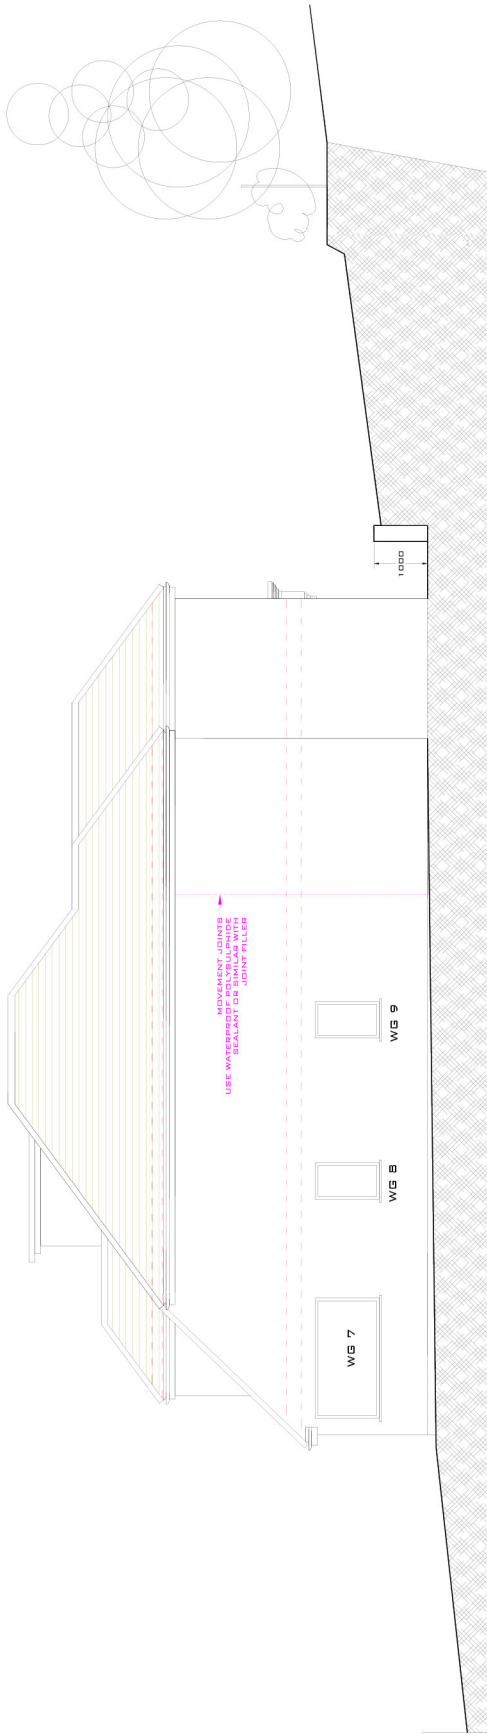 MOVEMENT JOINTS
USE WATERPROOF POLYSULPHIDE
SEALANT OR SIMILAR WITH
JOINT FILLER
WG 7
WG 8
WG 9
1000